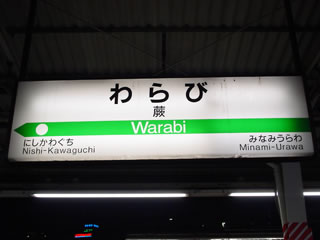 わらび
蕨
Warabi
にしかわぐち
Nishi-Kawaguchi
みなみうらわ
Minami-Urawa